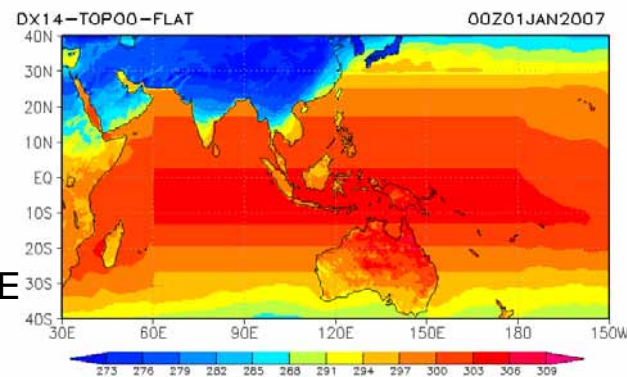 DX14-TOPO0-FLAT 00Z01JAN2007
40N
30N
20N
10N
EQ
10S
20S
E 30S
40S
30E 60E 90E 120E 150E 180 150W
273 276 279 282 285 288 291 294 297 300 303 306 309